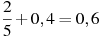 2/5 + 0,4 = 0,6